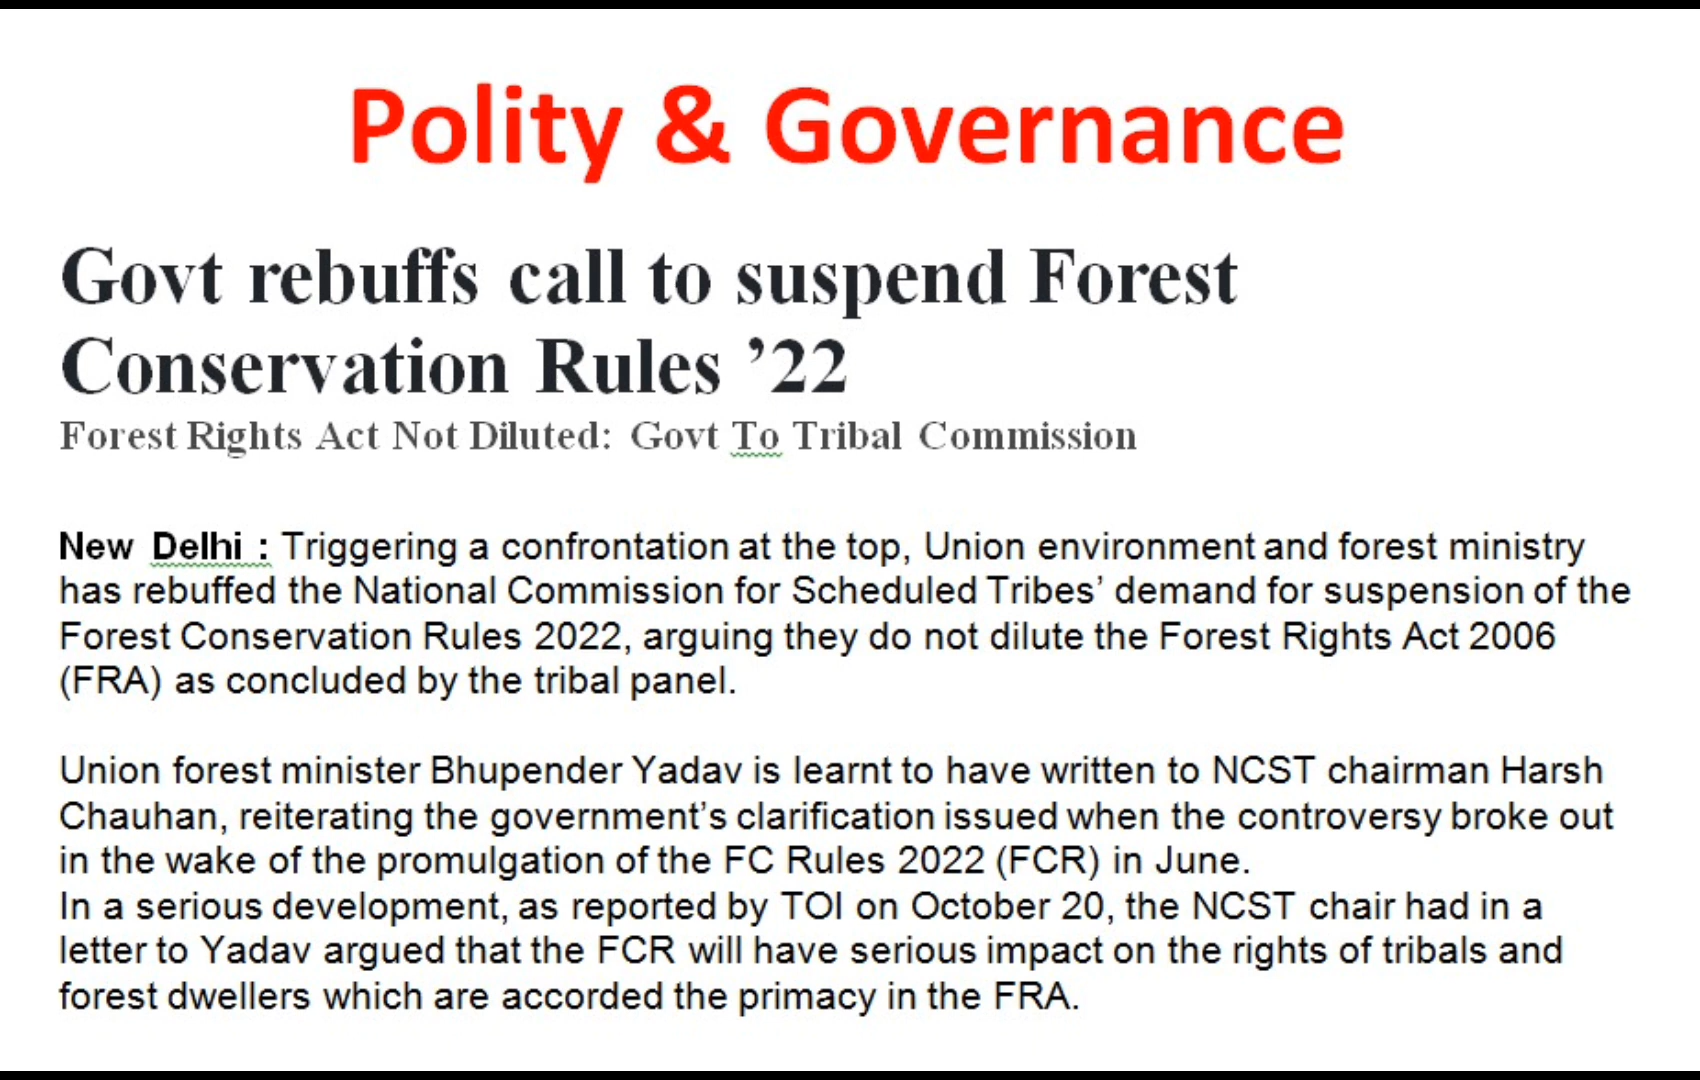 Polity & Governance
Govt rebuffs call to suspend Forest
Conservation Rules ’22
Forest Rights Act Not Diluted: Govt To Tribal Commission
New Delhi : Triggering a confrontation at the top, Union environment and forest ministry
has rebuffed the National Commission for Scheduled Tribes’ demand for suspension of the
Forest Conservation Rules 2022, arguing they do not dilute the Forest Rights Act 2006
(FRA) as concluded by the tribal panel.
Union forest minister Bhupender Yadav is learnt to have written to NCST chairman Harsh
Chauhan, reiterating the government’s clarification issued when the controversy broke out
in the wake of the promulgation of the FC Rules 2022 (FCR) in June.
In a serious development, as reported by TOI on October 20, the NCST chair had in a
letter to Yadav argued that the FCR will have serious impact on the rights of tribals and
forest dwellers which are accorded the primacy in the FRA.